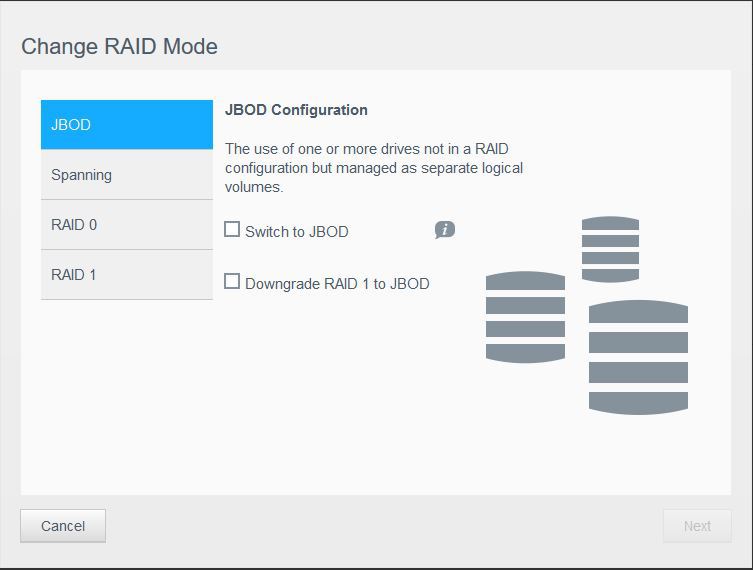 Change RAID Mode
JBOD
Spanning
RAID 0
RAID 1
JBOD Configuration
The use of one or more drives not in a RAID
configuration but managed as separate logical
volumes.
Switch to JBOD
i
Downgrade RAID 1 to JBOD
Cancel
Next